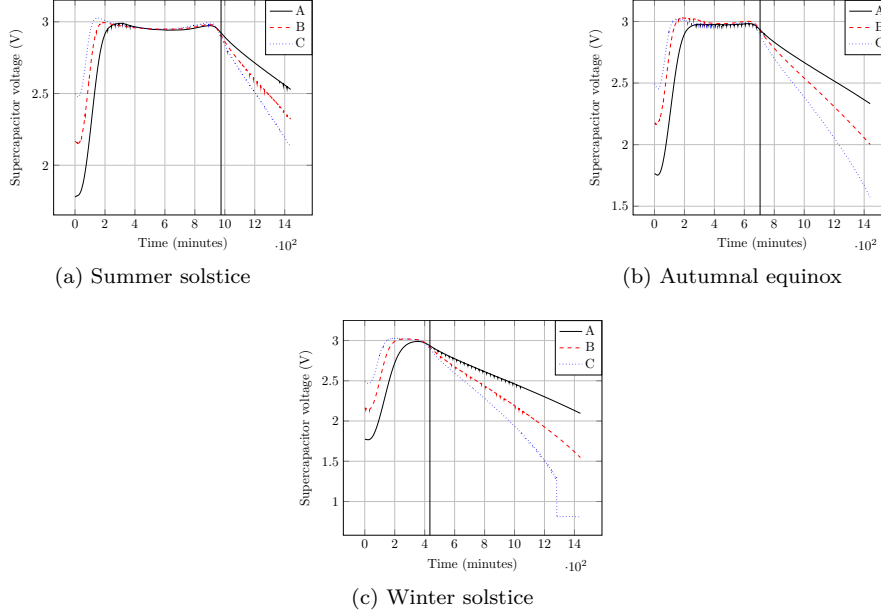 Supercapacitor voltage (V)
3
2.5
2
A
B
C
0 2 4 6 8 10 12 14
Time (minutes)
·10²
(a) Summer solstice
Supercapacitor voltage (V)
3
2.5
2
1.5
A
B
C
0 2 4 6 8 10 12 14
Time (minutes)
·10²
(b) Autumnal equinox
Supercapacitor voltage (V)
3
2.5
2
1.5
1
A
B
C
0 2 4 6 8 10 12 14
Time (minutes)
·10²
(c) Winter solstice